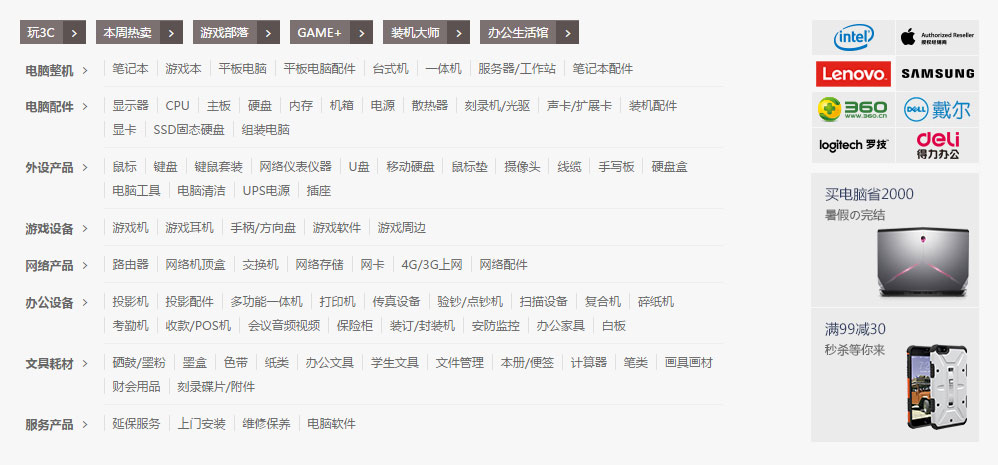 玩3C > 本周热卖 > 游戏部落 > GAME+ > 装机大师 > 办公生活馆 >
电脑整机 > 笔记本 游戏本 平板电脑 平板电脑配件 台式机 一体机 服务器/工作站 笔记本配件
电脑配件 > 显示器 CPU 主板 硬盘 内存 机箱 电源 散热器 刻录机/光驱 声卡/扩展卡 装机配件
显卡 SSD固态硬盘 组装电脑
外设产品 > 鼠标 键盘 键鼠套装 网络仪表仪器 U盘 移动硬盘 鼠标垫 摄像头 线缆 手写板 硬盘盒
电脑工具 电脑清洁 UPS电源 插座
游戏设备 > 游戏机 游戏耳机 手柄/方向盘 游戏软件 游戏周边
网络产品 > 路由器 网络机顶盒 交换机 网络存储 网卡 4G/3G上网 网络配件
办公设备 > 投影机 投影配件 多功能一体机 打印机 传真设备 验钞/点钞机 扫描设备 复合机 碎纸机
考勤机 收款/POS机 会议音频视频 保险柜 装订/封装机 安防监控 办公家具 白板
文具耗材 > 硒鼓/墨粉 墨盒 色带 纸类 办公文具 学生文具 文件管理 本册/便签 计算器 笔类 画具画材
财会用品 刻录碟片/附件
服务产品 > 延保服务 上门安装 维修保养 电脑软件
intel Authorized Reseller
授权经销商
Lenovo SAMSUNG
360 DELL 戴尔
www.360.cn
logitech 罗技 deli
得力办公
买电脑省2000
暑假の完结
满99减30
秒杀等你来